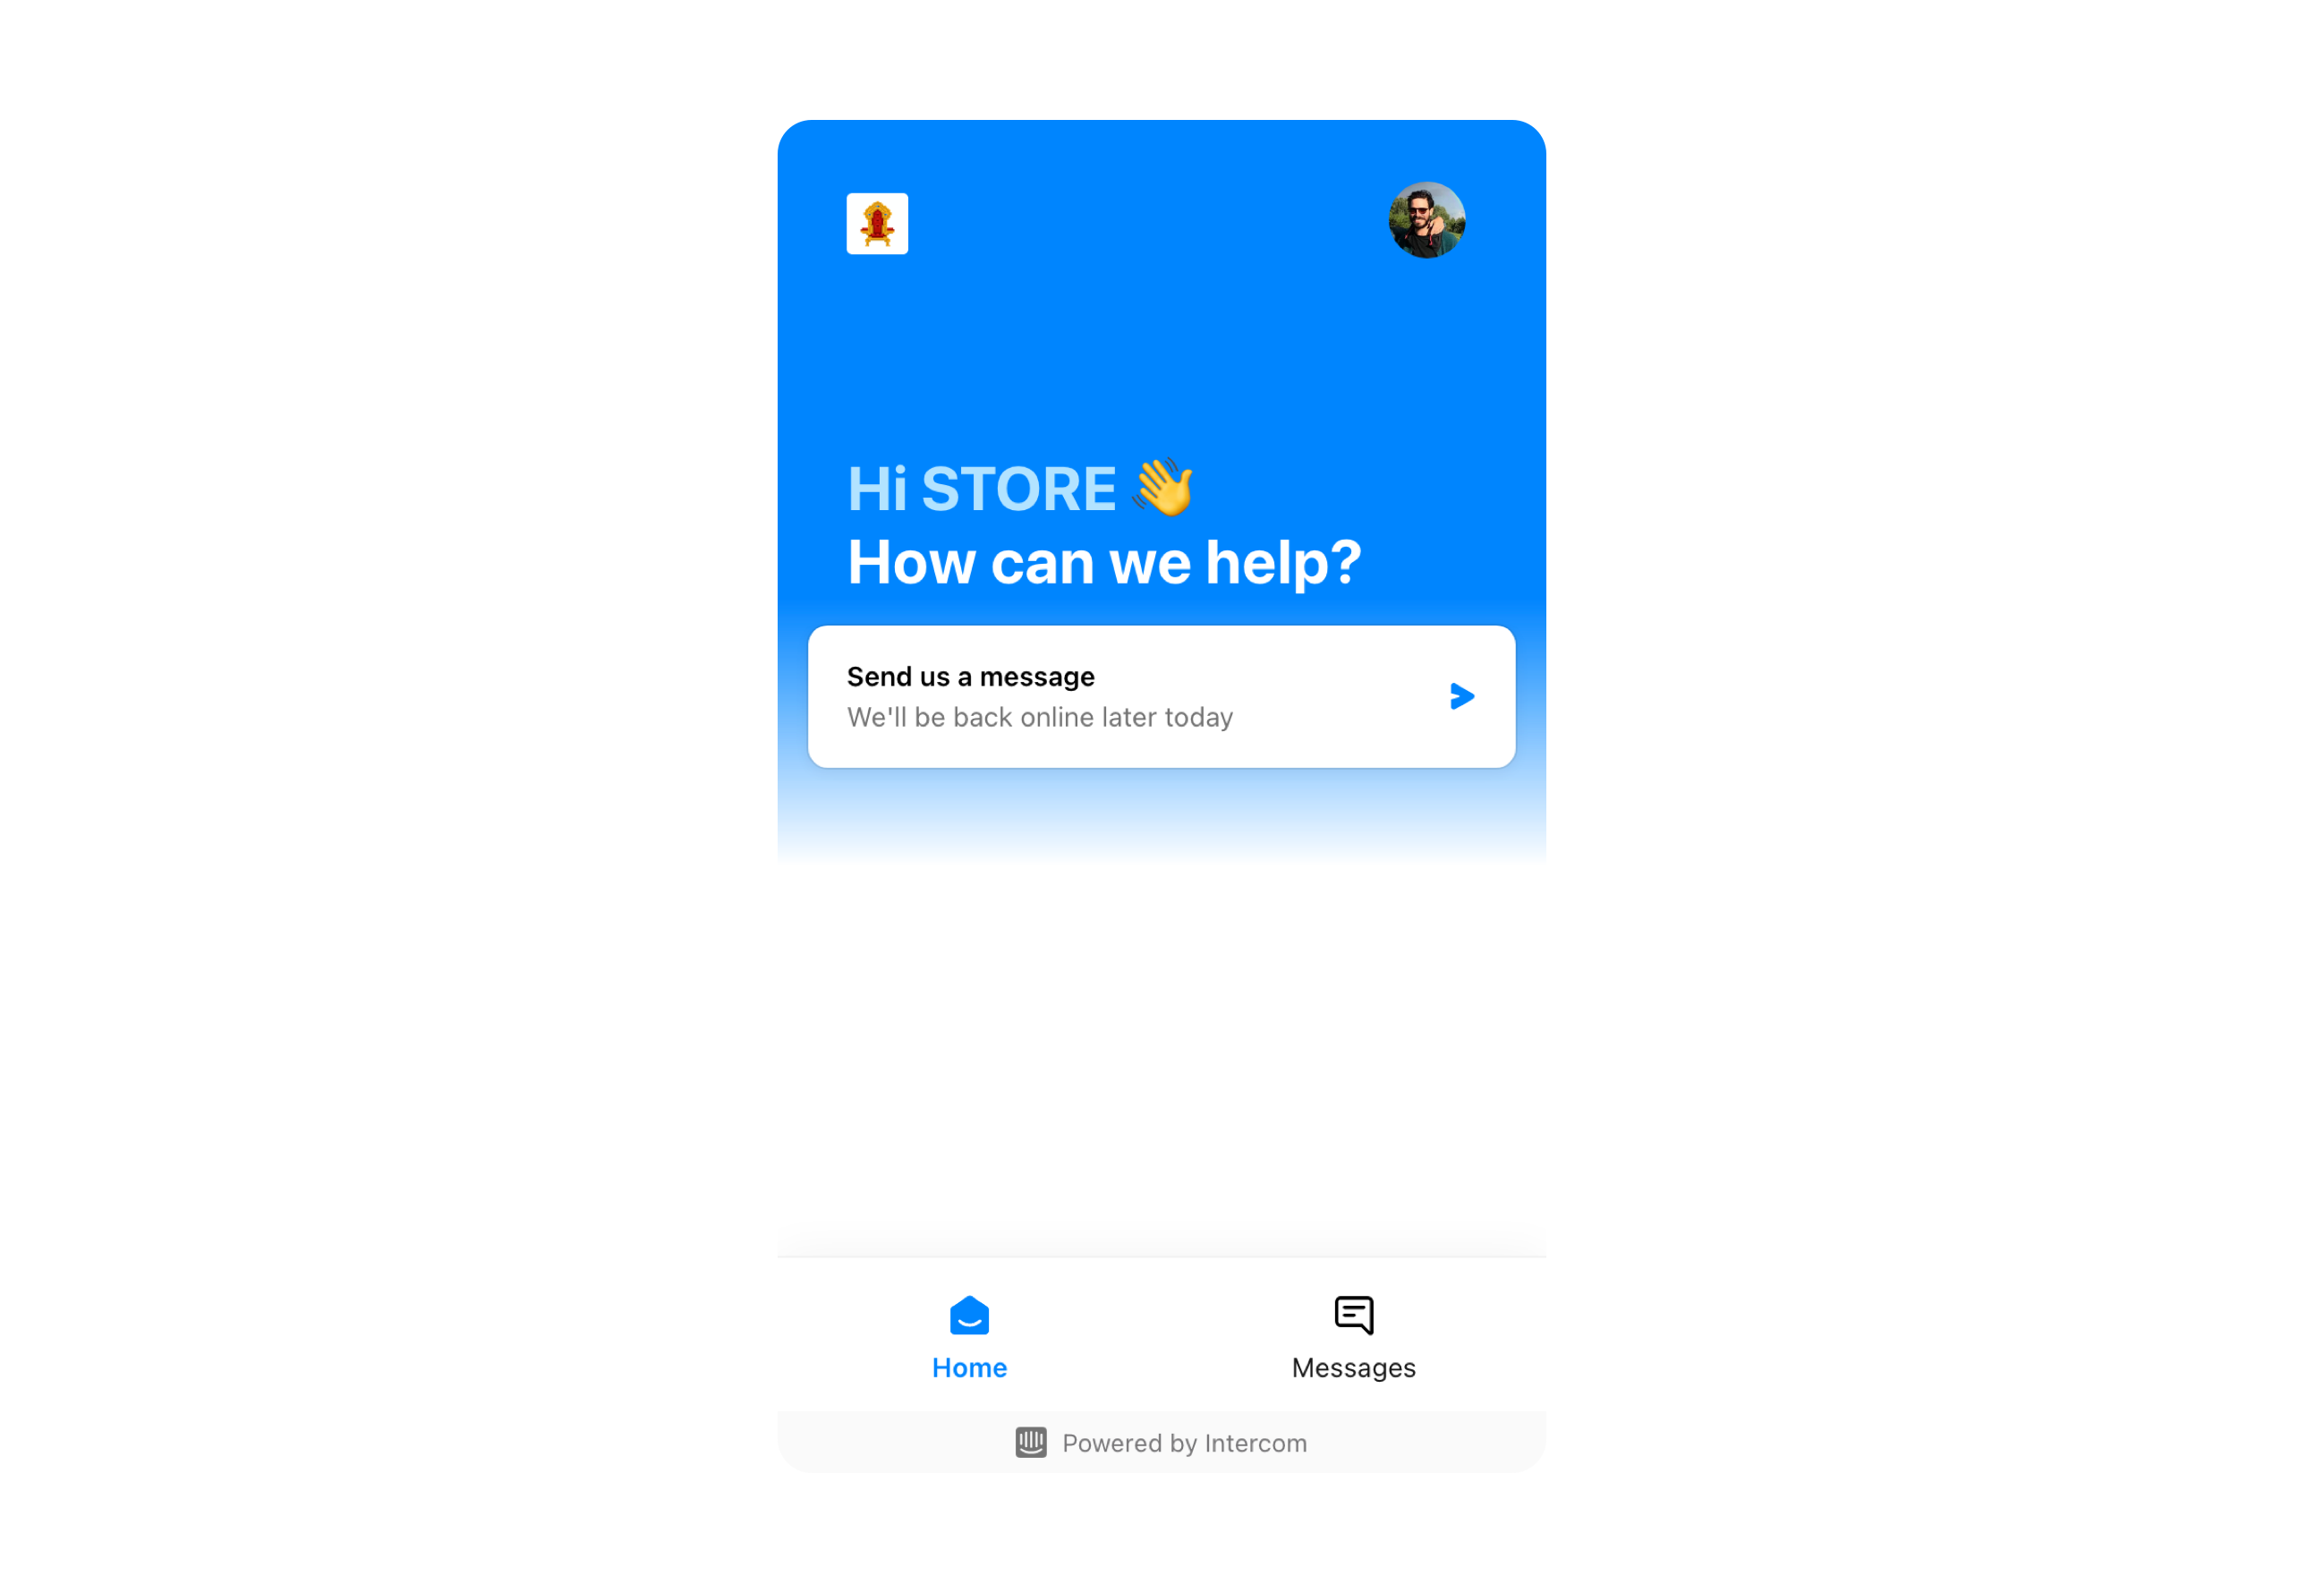 Hi STORE 👋
How can we help?
Send us a message
We'll be back online later today
Home
Messages
Powered by Intercom